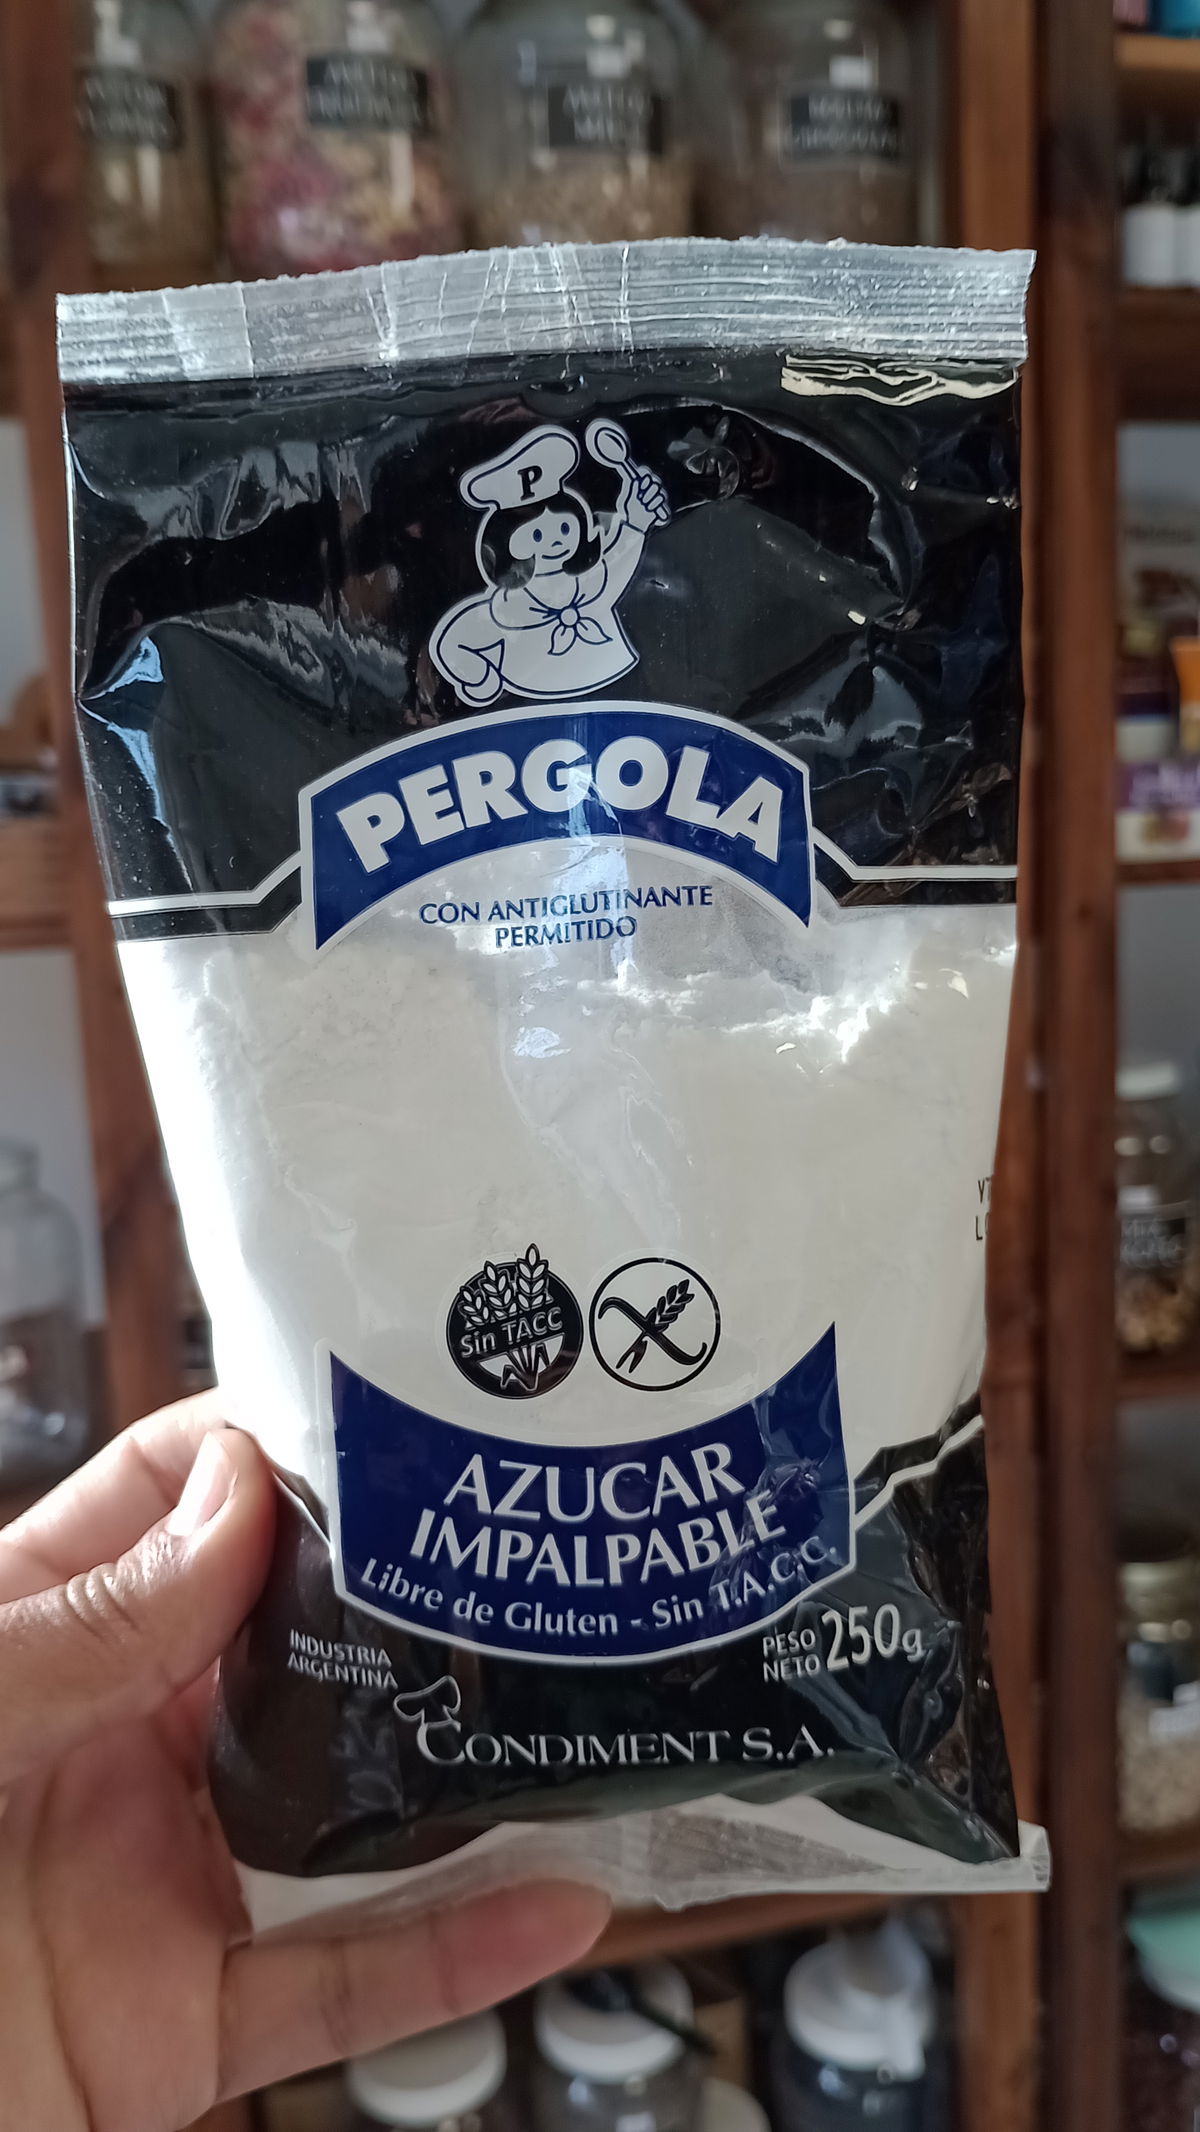 P
PERGOLA
CON ANTIGLUTINANTE
PERMITIDO
Sin TACC
AZUCAR
IMPALPABLE
Libre de Gluten - Sin T.A.C.C.
INDUSTRIA
ARGENTINA
PESO
NETO 250g
CONDIMENT S.A.